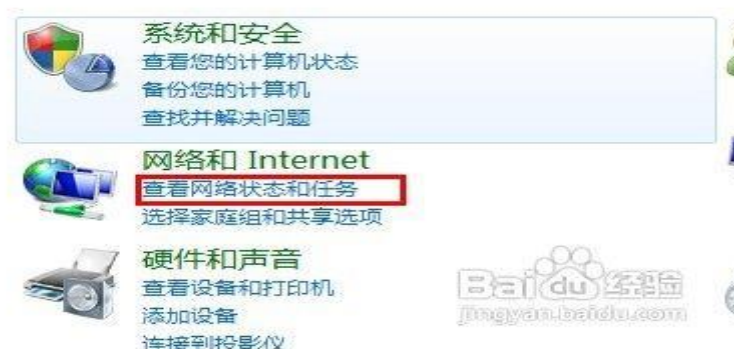 系统和安全
查看您的计算机状态
备份您的计算机
查找并解决问题
网络和 Internet
查看网络状态和任务
选择家庭组和共享选项
硬件和声音
查看设备和打印机
添加设备
连接到投影仪
Baidu 经验
jingyan.baidu.com